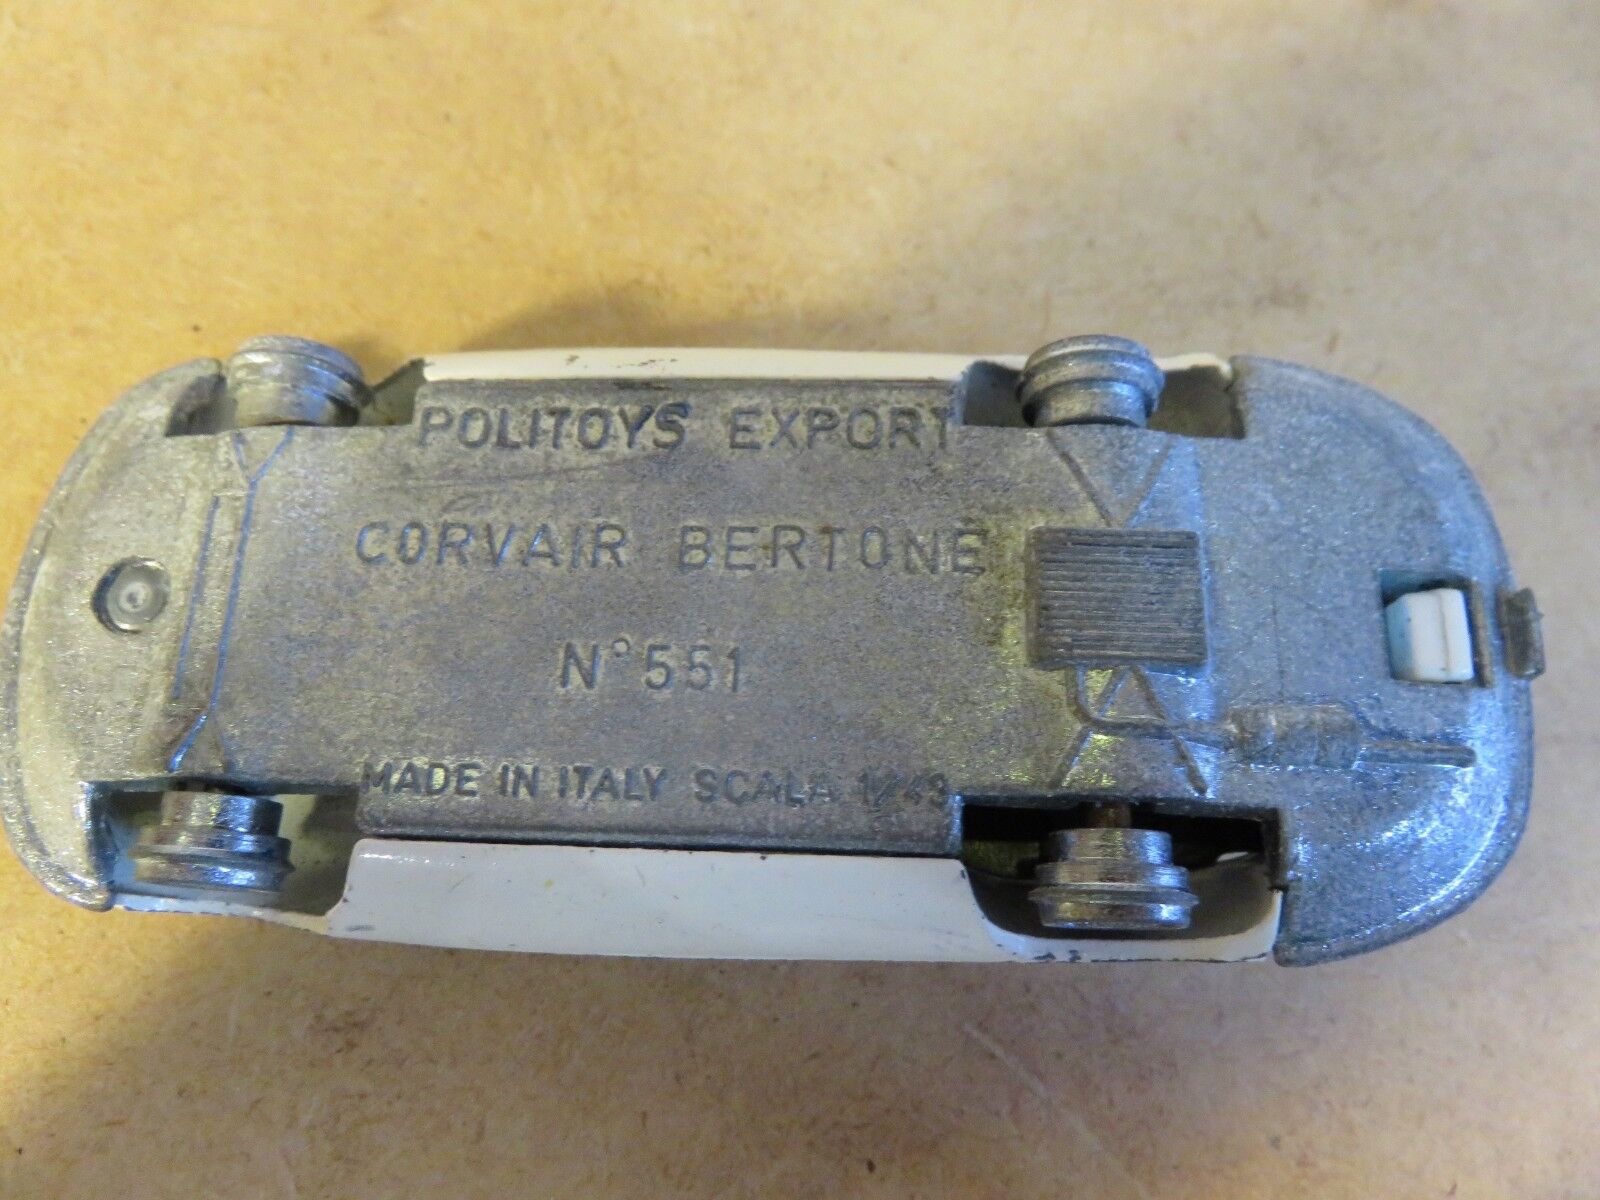 POLITOYS EXPORT
CORVAIR BERTONE
N° 551
MADE IN ITALY SCALA 1/43